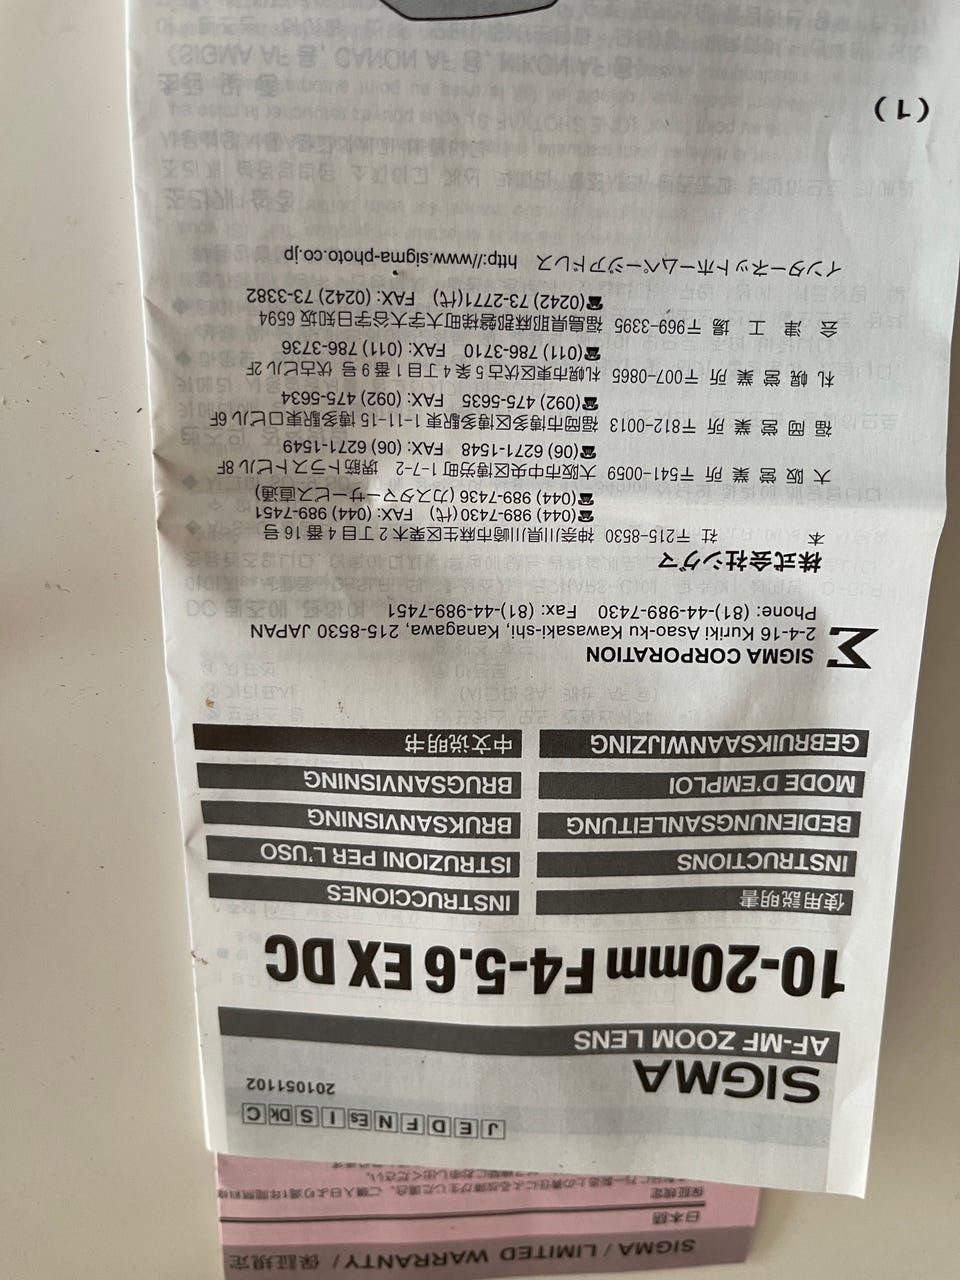 SIGMA / LIMITED WARRANTY / 保証規定
日本語
保証規定
J E D F N Es I S DK C
201051102
SIGMA
AF-MF ZOOM LENS
10-20mm F4-5.6 EX DC
使用説明書
INSTRUCCIONES
INSTRUCTIONS
ISTRUZIONI PER L'USO
BEDIENUNGSANLEITUNG
BRUKSANVISNING
MODE D'EMPLOI
BRUGSANVISNING
GEBRUIKSAANWIJZING
中文说明书
SIGMA CORPORATION
2-4-16 Kuriki Asao-ku Kawasaki-shi, Kanagawa, 215-8530 JAPAN
Phone: (81)-44-989-7430 Fax: (81)-44-989-7451
株式会社シグマ
本 社 〒215-8530 神奈川県川崎市麻生区栗木2丁目4番16号
☎(044) 989-7430 (代) FAX: (044) 989-7451
☎(044) 989-7436 (カスタマーサービス直通)
大阪営業所 〒541-0059 大阪市中央区博労町1-7-2 堺筋トラストビル8F
☎(06) 6271-1548 FAX: (06) 6271-1549
福岡営業所 〒812-0013 福岡市博多区博多駅東1-11-15 博多駅東口ビル6F
☎(092) 475-5635 FAX: (092) 475-5634
札幌営業所 〒007-0865 札幌市東区伏古5条4丁目1番9号 伏古ビル2F
☎(011) 786-3710 FAX: (011) 786-3736
会津工場 〒969-3395 福島県耶麻郡磐梯町大字大谷字日知坂6594
☎(0242) 73-2771(代) FAX: (0242) 73-3382
インターネットホームページアドレス http://www.sigma-photo.co.jp
(1)